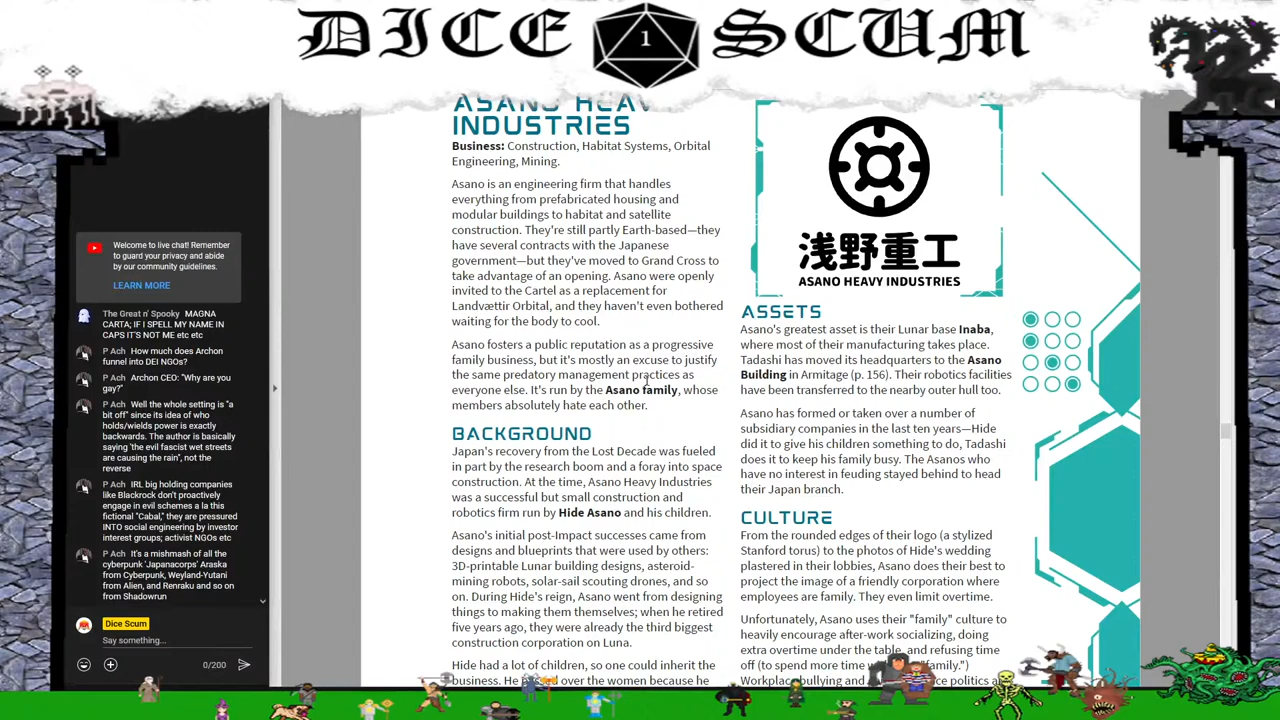 DICE 1 SCUM
Welcome to live chat! Remember
to guard your privacy and abide
by our community guidelines.
LEARN MORE
The Great n' Spooky MAGNA
CARTA; IF I SPELL MY NAME IN
CAPS IT'S NOT ME etc etc
P Ach How much does Archon
funnel into DEI NGOs?
P Ach Archon CEO: "Why are you
gay?"
P Ach Well the whole setting is "a
bit off" since its idea of who
holds/wields power is exactly
backwards. The author is basically
saying 'the evil fascist wet streets
are causing the rain", not the
reverse
P Ach IRL big holding companies
like Blackrock don't proactively
engage in evil schemes a la this
fictional "Cabal," they are pressured
INTO social engineering by investor
interest groups; activist NGOs etc
P Ach It's a mishmash of all the
cyberpunk 'Japanacorps' Araska
from Cyberpunk, Weyland-Yutani
from Alien, and Renraku and so on
from Shadowrun
Dice Scum
Say something...
0/200
ASANO HEAV
INDUSTRIES
Business: Construction, Habitat Systems, Orbital
Engineering, Mining.
Asano is an engineering firm that handles
everything from prefabricated housing and
modular buildings to habitat and satellite
construction. They're still partly Earth-based—they
have several contracts with the Japanese
government—but they've moved to Grand Cross to
take advantage of an opening. Asano were openly
invited to the Cartel as a replacement for
Landvættir Orbital, and they haven't even bothered
waiting for the body to cool.
Asano fosters a public reputation as a progressive
family business, but it's mostly an excuse to justify
the same predatory management practices as
everyone else. It's run by the Asano family, whose
members absolutely hate each other.
BACKGROUND
Japan's recovery from the Lost Decade was fueled
in part by the research boom and a foray into space
construction. At the time, Asano Heavy Industries
was a successful but small construction and
robotics firm run by Hide Asano and his children.
Asano's initial post-Impact successes came from
designs and blueprints that were used by others:
3D-printable Lunar building designs, asteroid-
mining robots, solar-sail scouting drones, and so
on. During Hide's reign, Asano went from designing
things to making them themselves; when he retired
five years ago, they were already the third biggest
construction corporation on Luna.
Hide had a lot of children, so one could inherit the
business. He over the women because he
浅野重工
ASANO HEAVY INDUSTRIES
ASSETS
Asano's greatest asset is their Lunar base Inaba,
where most of their manufacturing takes place.
Tadashi has moved its headquarters to the Asano
Building in Armitage (p. 156). Their robotics facilities
have been transferred to the nearby outer hull too.
Asano has formed or taken over a number of
subsidiary companies in the last ten years—Hide
did it to give his children something to do, Tadashi
does it to keep his family busy. The Asanos who
have no interest in feuding stayed behind to head
their Japan branch.
CULTURE
From the rounded edges of their logo (a stylized
Stanford torus) to the photos of Hide's wedding
plastered in their lobbies, Asano does their best to
project the image of a friendly corporation where
employees are family. They even limit overtime.
Unfortunately, Asano uses their "family" culture to
heavily encourage after-work socializing, doing
extra overtime under the table, and refusing time
off (to spend more time "family.")
Workplace bullying and politics